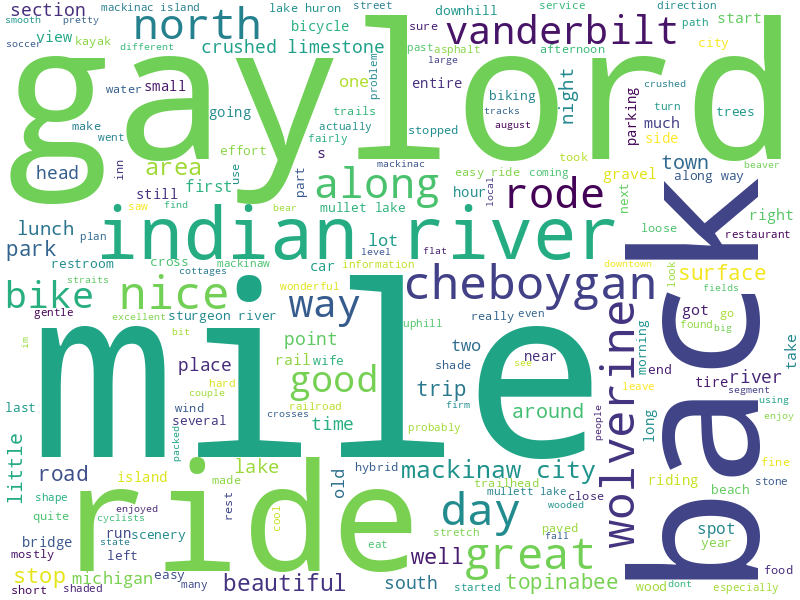 section mackinac island lake huron street downhill service direction
smooth pretty north bicycle sure vanderbilt path start
soccer kayak different crushed limestone past asphalt afternoon city
view large crushed
gaylord
water small one entire biking night parking turn trees
make going trails problem stopped tracks much
went actually fairly august side
effort s mackinac took
head inn area use part along easy ride coming gravel town beaver
still first hour local rode next along way
saw find bear mullet lake loose right
lunch plan indian river restaurant
park cross lot level flat
restroom mackinaw car information downtown look surface
straits cottages wonderful cheboygan fields
bike nice way back
gentle excellent sturgeon river uphill really even got go
im bit point two found big
mile
place rail wife shade near morning take
hard good see end river
couple trip tire segment
last wind railroad firm around leave using
several crosses time probably people long enjoy
little packed wolverine
road lake old hybrid mackinaw city riding fine
island made trailhead stone
shape ride rest mullett lake wooded close beach
quite enjoyed cool day paved spot
cyclists state stretch fall year
bridge run scenery
mostly left eat well great food
stop michigan easy south started topinabee wood dont especially
short shaded many beautiful